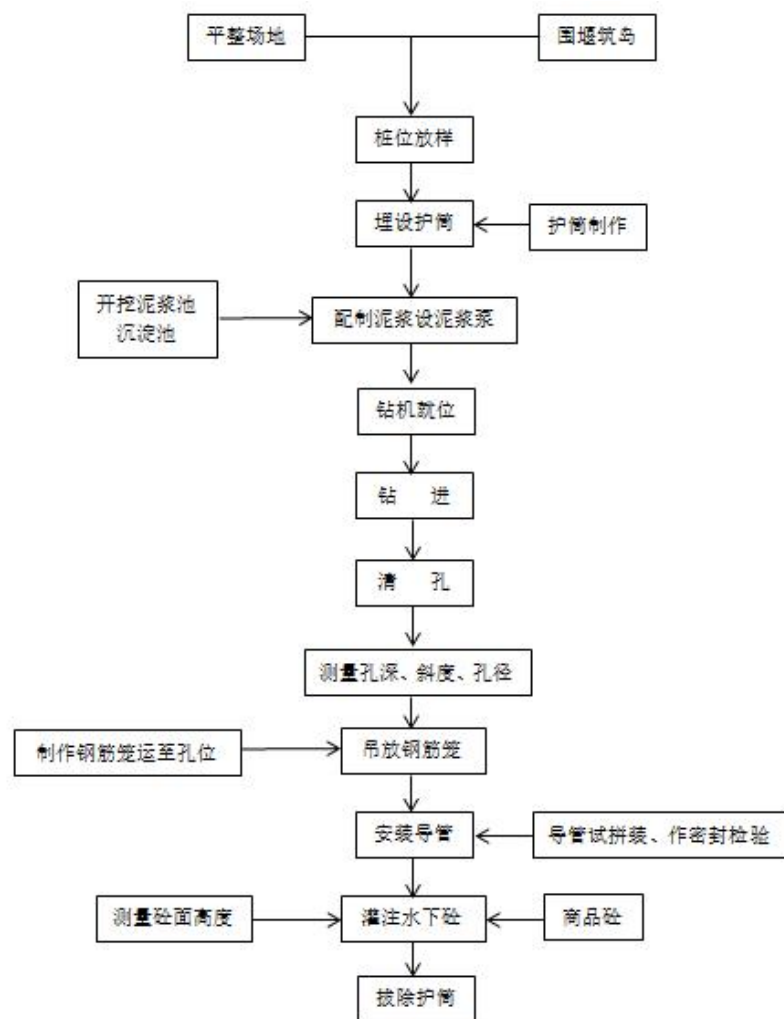 平整场地
围堰筑岛
桩位放样
埋设护筒
护筒制作
开挖泥浆池
沉淀池
配制泥浆设泥浆泵
钻机就位
钻 进
清 孔
测量孔深、斜度、孔径
制作钢筋笼运至孔位
吊放钢筋笼
安装导管
导管试拼装、作密封检验
测量砼面高度
灌注水下砼
商品砼
拔除护筒